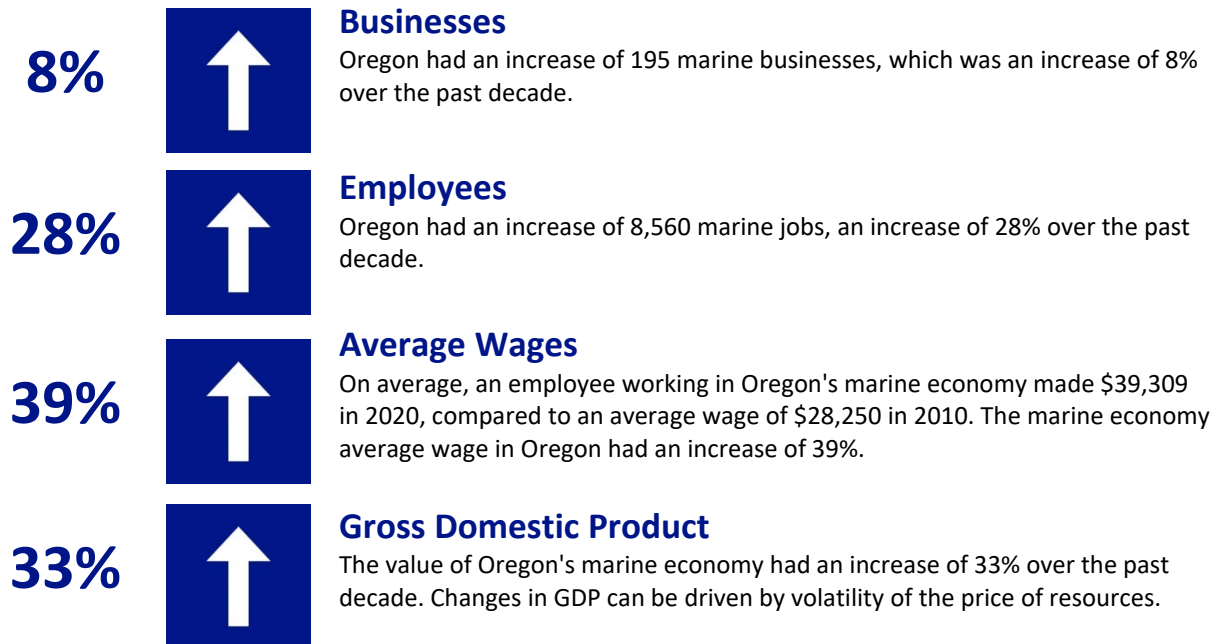 8%
Businesses
Oregon had an increase of 195 marine businesses, which was an increase of 8%
over the past decade.
28%
Employees
Oregon had an increase of 8,560 marine jobs, an increase of 28% over the past
decade.
39%
Average Wages
On average, an employee working in Oregon's marine economy made $39,309
in 2020, compared to an average wage of $28,250 in 2010. The marine economy
average wage in Oregon had an increase of 39%.
33%
Gross Domestic Product
The value of Oregon's marine economy had an increase of 33% over the past
decade. Changes in GDP can be driven by volatility of the price of resources.